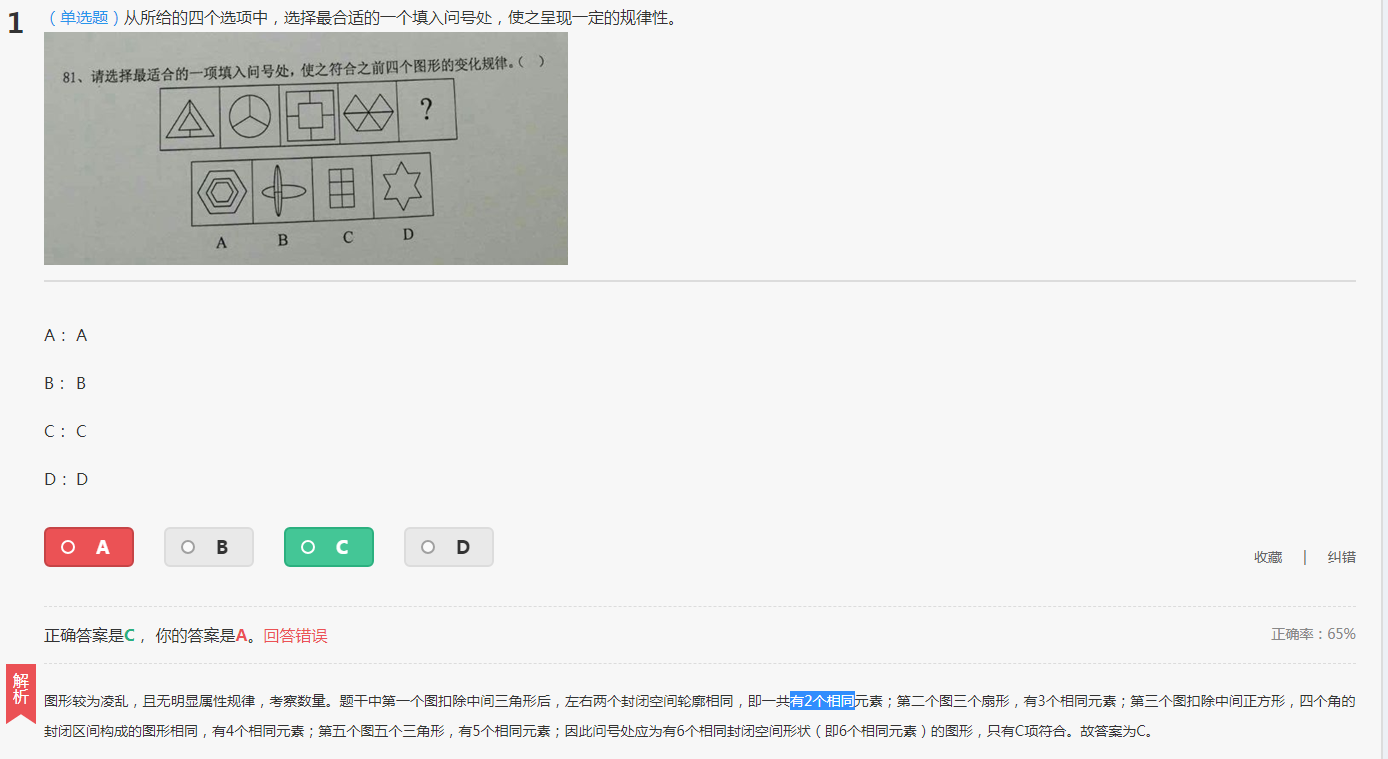 1 （单选题）从所给的四个选项中，选择最合适的一个填入问号处，使之呈现一定的规律性。
81、请选择最适合的一项填入问号处，使之符合之前四个图形的变化规律。( )
?
A B C D
A： A
B： B
C： C
D： D
A B C D
收藏 | 纠错
正确答案是C， 你的答案是A。回答错误
正确率：65%
解析
图形较为凌乱，且无明显属性规律，考察数量。题干中第一个图扣除中间三角形后，左右两个封闭空间轮廓相同，即一共有2个相同元素；第二个图三个扇形，有3个相同元素；第三个图扣除中间正方形，四个角的
封闭区间构成的图形相同，有4个相同元素；第五个图五个三角形，有5个相同元素；因此问号处应为有6个相同封闭空间形状（即6个相同元素）的图形，只有C项符合。故答案为C。